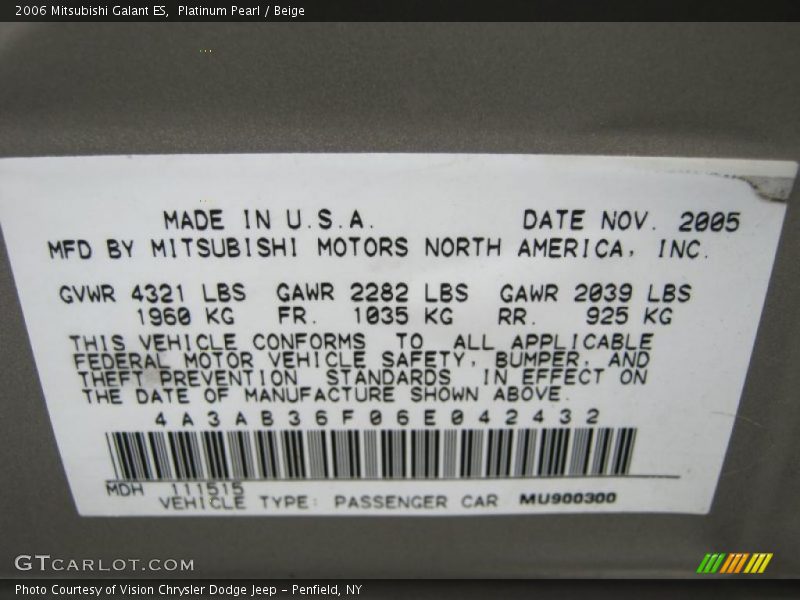 2006 Mitsubishi Galant ES, Platinum Pearl / Beige
MADE IN U.S.A. DATE NOV. 2005
MFD BY MITSUBISHI MOTORS NORTH AMERICA, INC.
GVWR 4321 LBS GAWR 2282 LBS GAWR 2039 LBS
1960 KG FR. 1035 KG RR. 925 KG
THIS VEHICLE CONFORMS TO ALL APPLICABLE
FEDERAL MOTOR VEHICLE SAFETY, BUMPER, AND
THEFT PREVENTION STANDARDS IN EFFECT ON
THE DATE OF MANUFACTURE SHOWN ABOVE.
4A3AB36F06E042432
MDH 111515
VEHICLE TYPE: PASSENGER CAR MU900300
GTCARLOT.COM
Photo Courtesy of Vision Chrysler Dodge Jeep - Penfield, NY